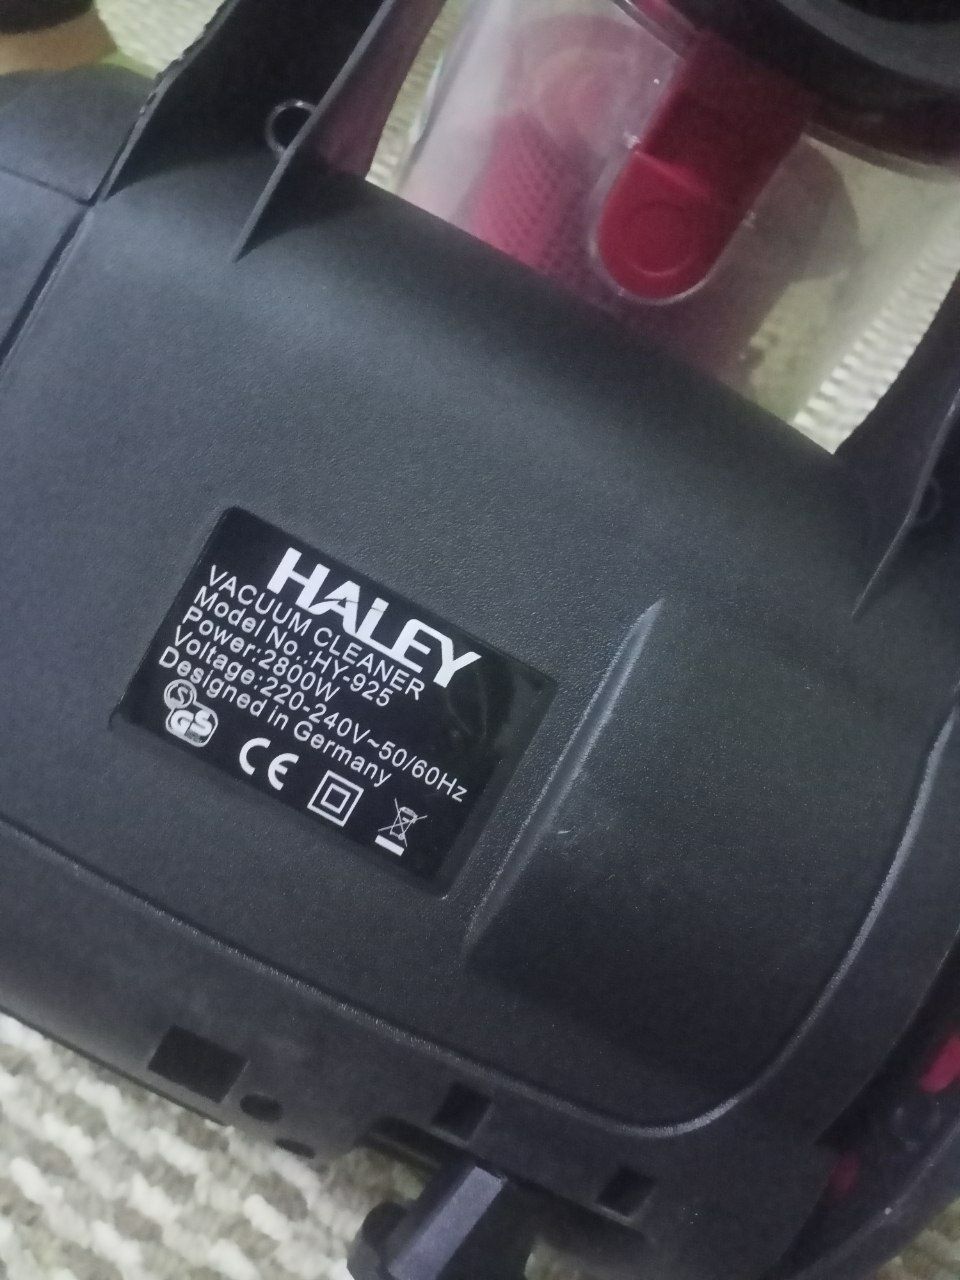 HALEY
VACUUM CLEANER
Model No.:HY-925
Power:2800W
Voltage:220-240V~50/60Hz
Designed in Germany
S
GS
CE